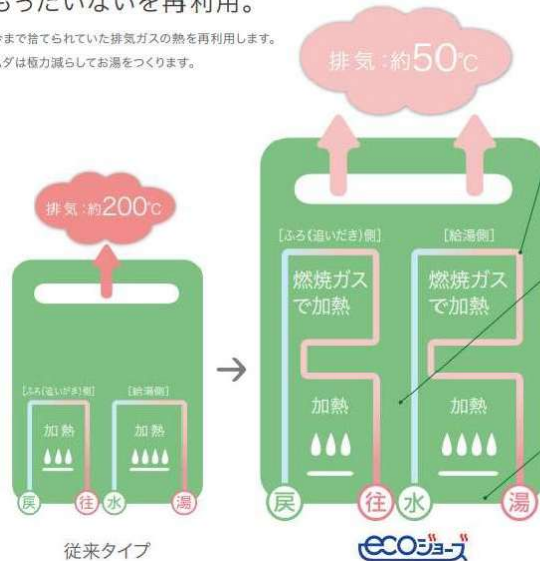 もったいないを再利用。
今まで捨てられていた排気ガスの熱を再利用します。
ムダは極力減らしてお湯をつくります。
排気:約50℃
排気:約200℃
[ふろ(追いだき)側]
[給湯側]
燃焼ガス
で加熱
燃焼ガス
で加熱
加熱
加熱
[ふろ(追いだき)側]
[給湯側]
加熱
加熱
→
戻
往
水
湯
戻
往
水
湯
従来タイプ
ecoジョーズ